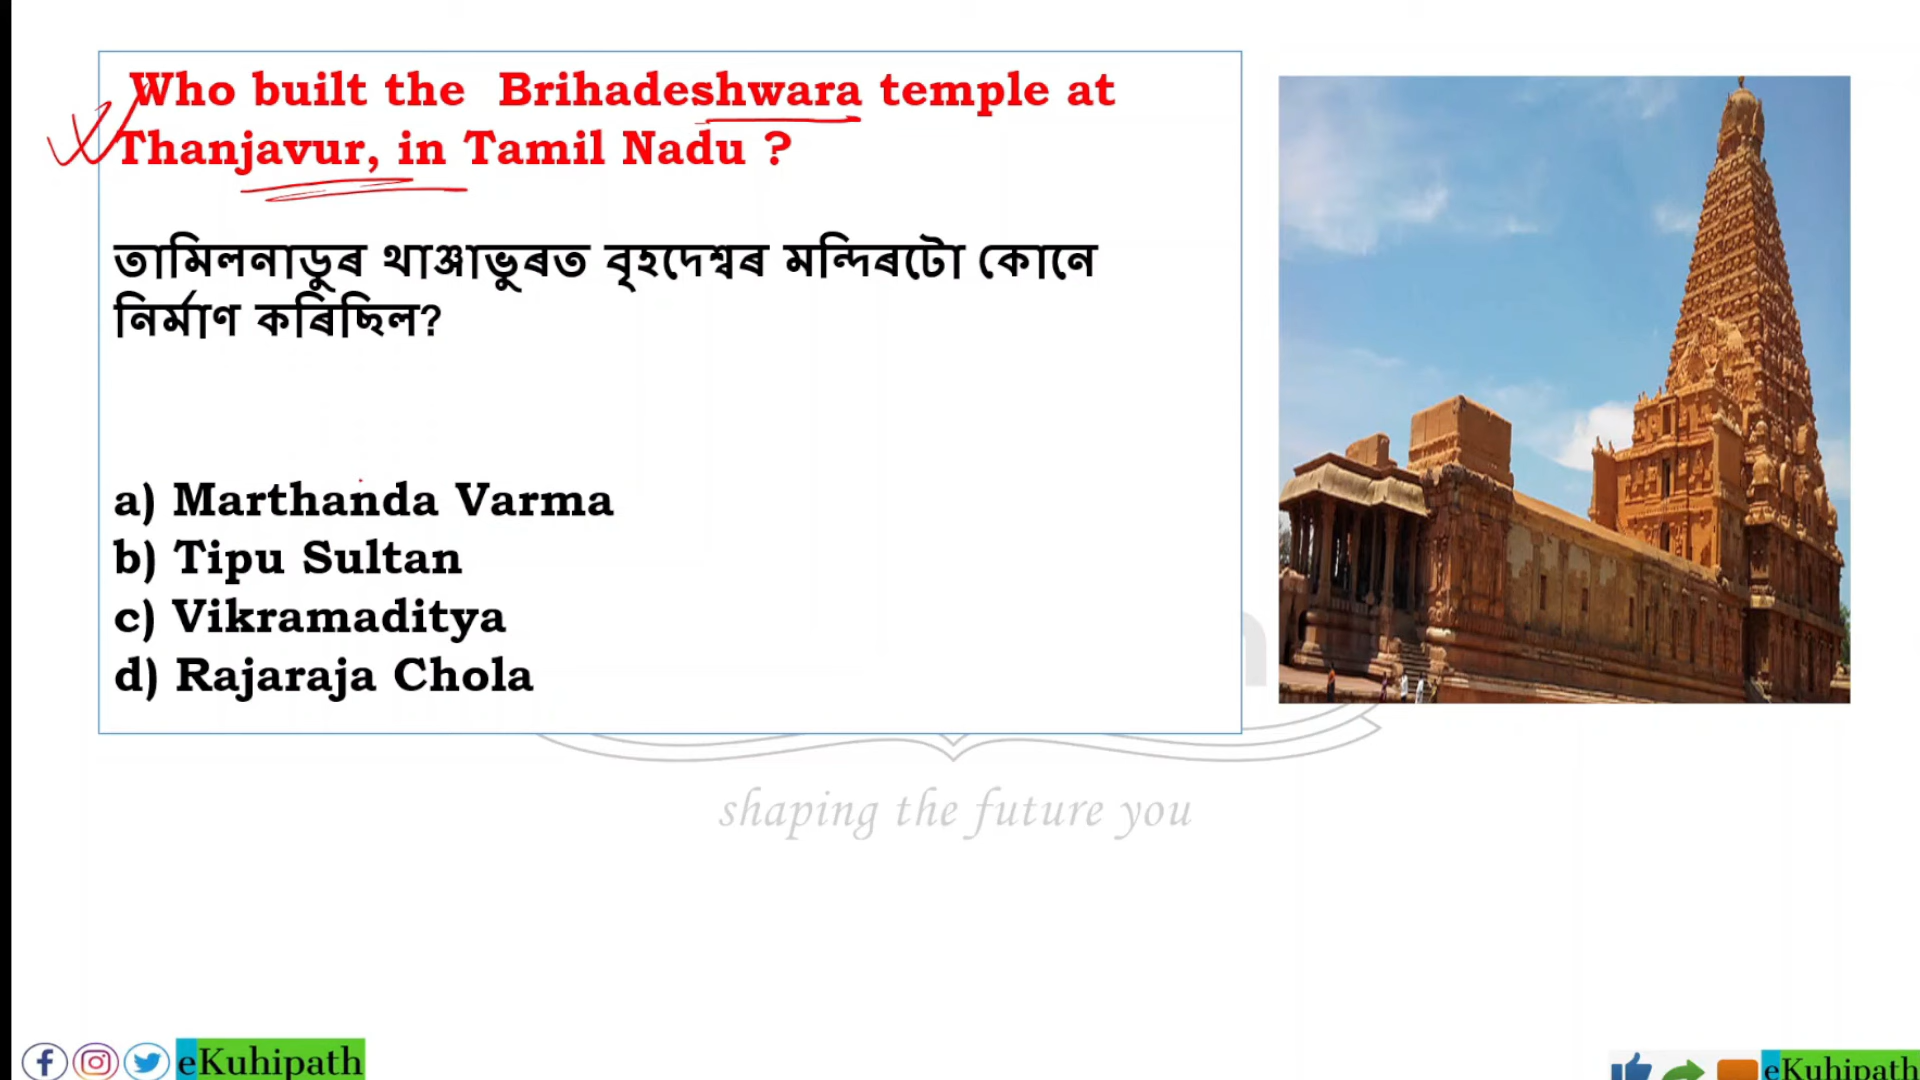 Who built the Brihadeshwara temple at
Thanjavur, in Tamil Nadu ?
তামিলনাডুৰ থাঞ্জাভুৰত বৃহদেশ্বৰ মন্দিৰটো কোনে
নিৰ্মাণ কৰিছিল?
a) Marthanda Varma
b) Tipu Sultan
c) Vikramaditya
d) Rajaraja Chola
shaping the future you
eKuhipath
eKuhipath